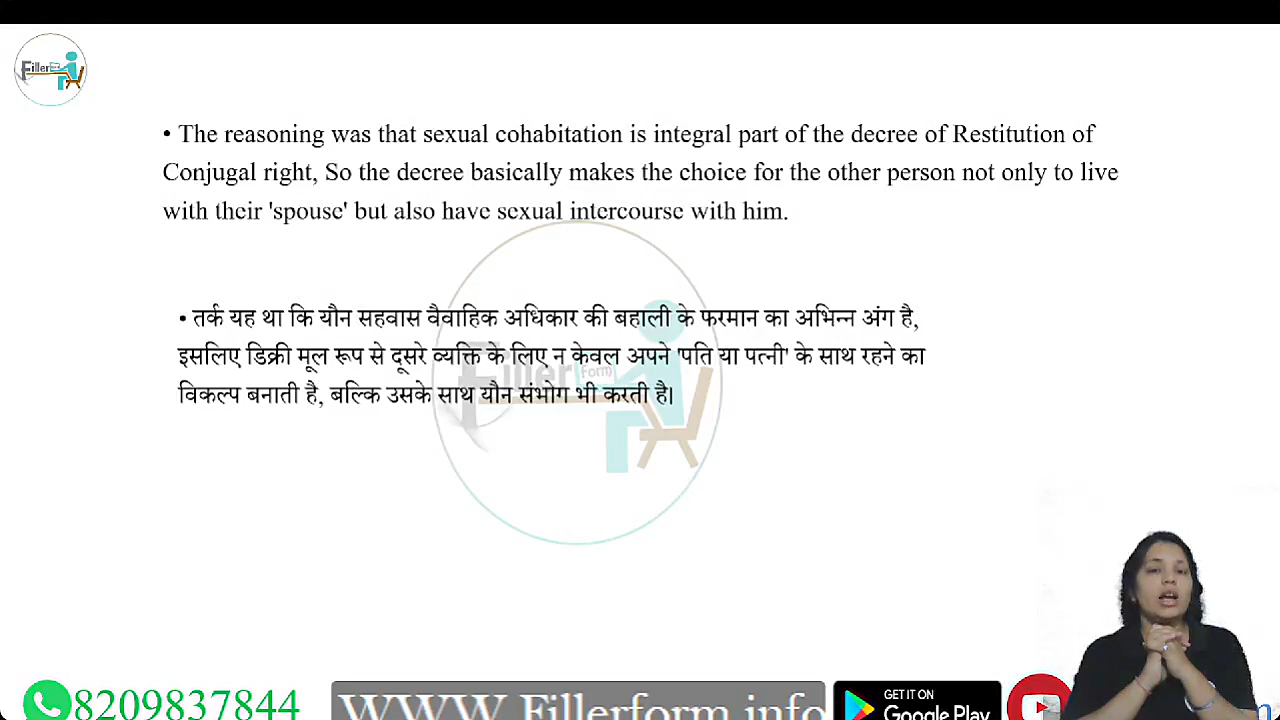 Filler
• The reasoning was that sexual cohabitation is integral part of the decree of Restitution of
Conjugal right, So the decree basically makes the choice for the other person not only to live
with their 'spouse' but also have sexual intercourse with him.
• तर्क यह था कि यौन सहवास वैवाहिक अधिकार की बहाली के फरमान का अभिन्न अंग है,
इसलिए डिक्री मूल रूप से दूसरे व्यक्ति के लिए न केवल अपने 'पति या पत्नी' के साथ रहने का
विकल्प बनाती है, बल्कि उसके साथ यौन संभोग भी करती है।
Filler form
8209837844
WWW.Fillerform.info
GET IT ON
Google Play